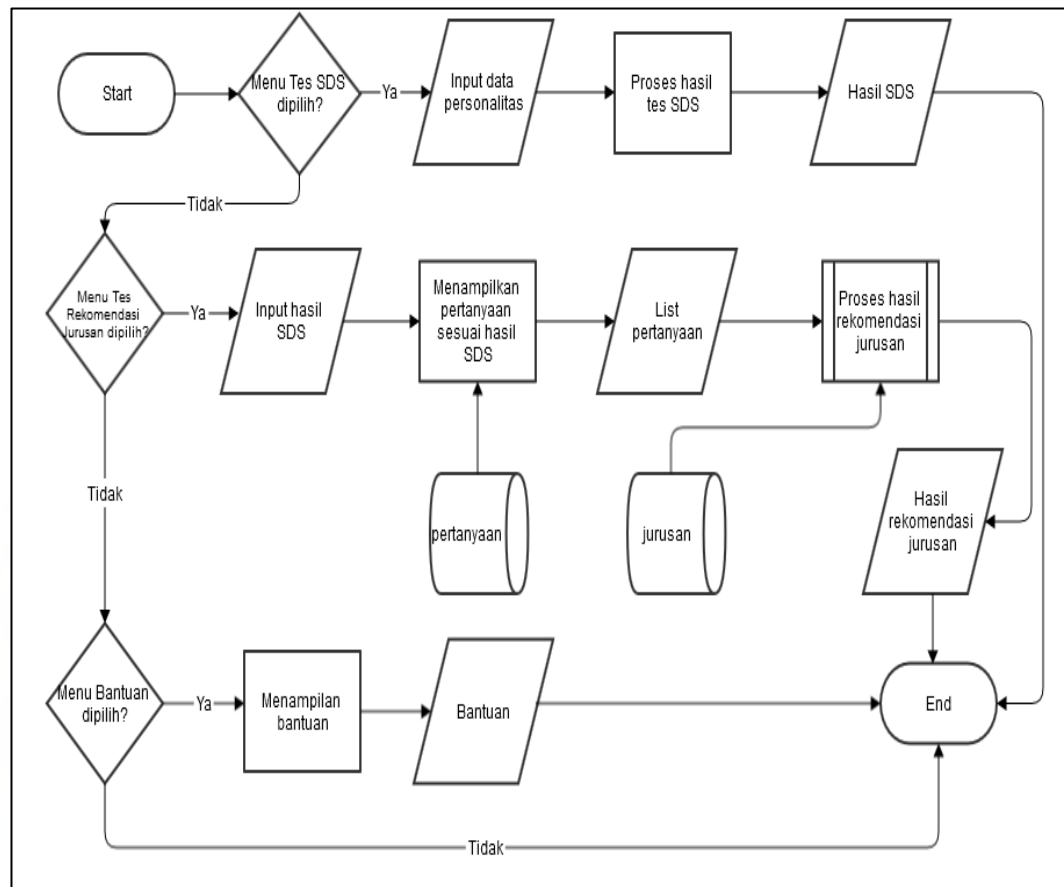 Start
Menu Tes SDS
dipilih?
Ya
Input data
personalitas
Proses hasil
tes SDS
Hasil SDS
Tidak
Menu Tes
Rekomendasi
Jurusan dipilih?
Ya
Input hasil
SDS
Menampilkan
pertanyaan
sesuai hasil
SDS
List
pertanyaan
Proses hasil
rekomendasi
jurusan
Tidak
pertanyaan
jurusan
Hasil
rekomendasi
jurusan
Menu Bantuan
dipilih?
Ya
Menampilan
bantuan
Bantuan
End
Tidak